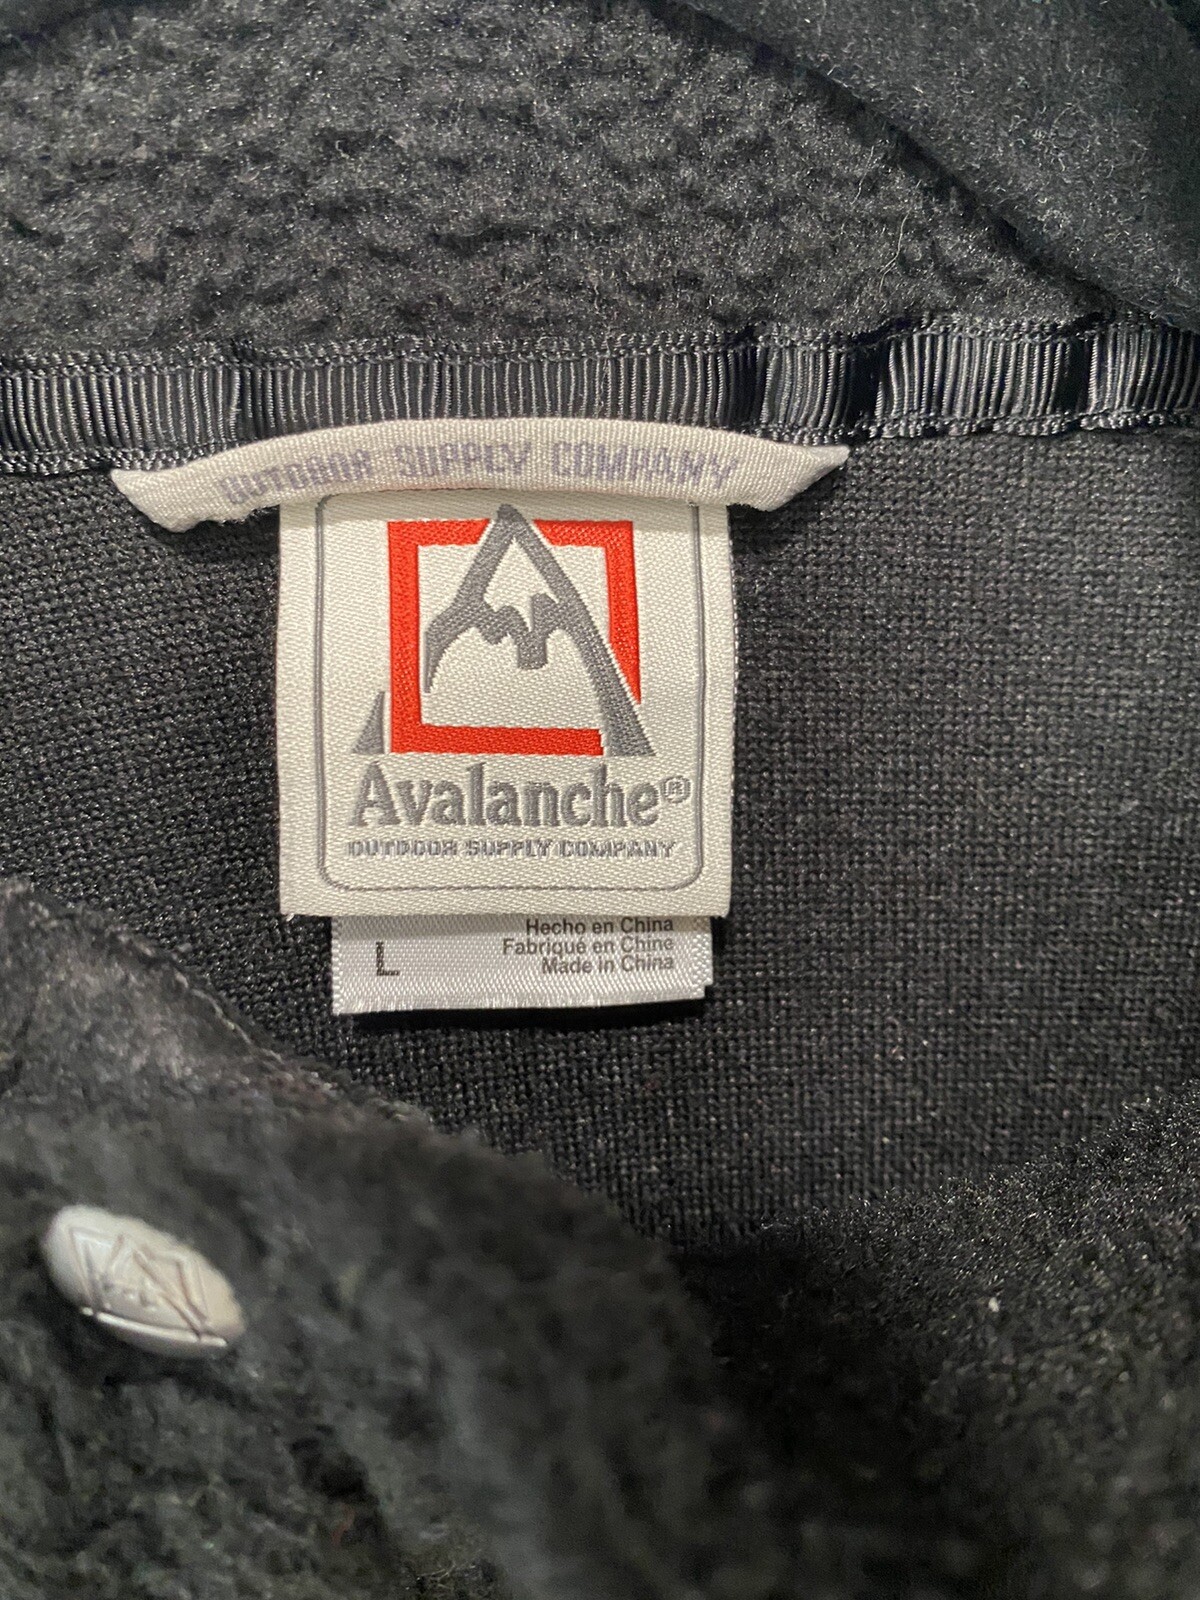 OUTDOOR SUPPLY COMPANY
Avalanche®
OUTDOOR SUPPLY COMPANY
L
Hecho en China
Fabriqué en Chine
Made in China